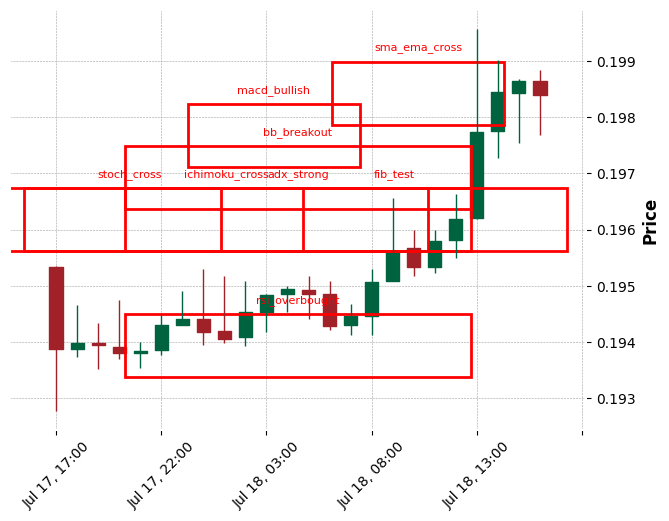 sma_ema_cross
macd_bullish
bb_breakout
stoch_cross
ichimoku_cross
adx_strong
fib_test
rsi_overbought
0.199
0.198
0.197
0.196
0.195
0.194
0.193
Price
Jul 17, 17:00
Jul 17, 22:00
Jul 18, 03:00
Jul 18, 08:00
Jul 18, 13:00